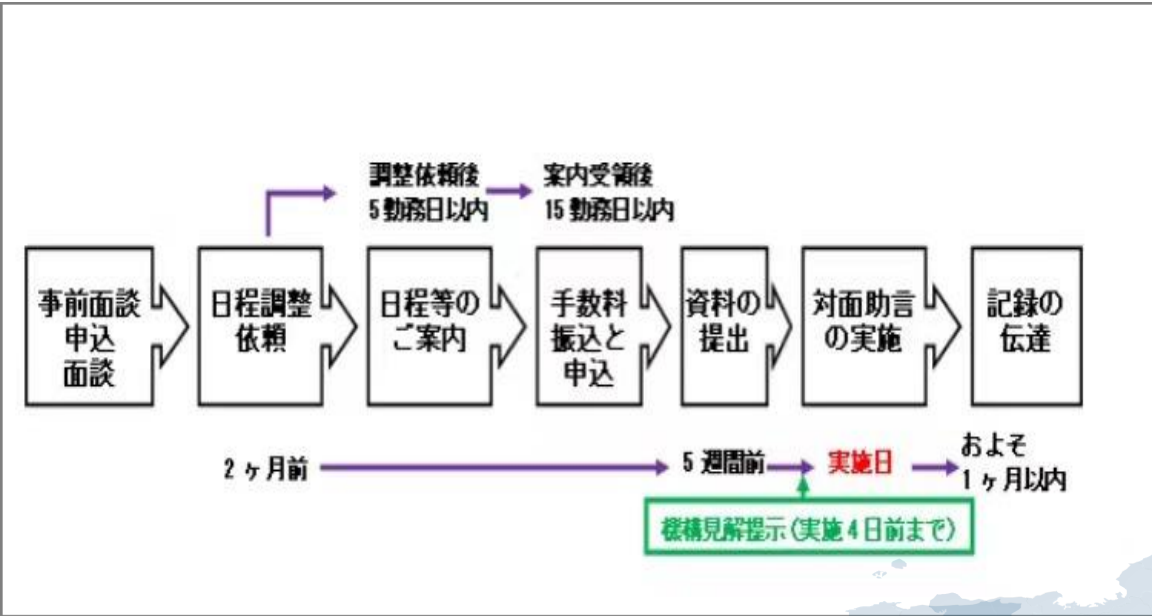 調整依頼後
5勤務日以内
案内受領後
15勤務日以内
事前面談
申込
面談
日程調整
依頼
日程等の
ご案内
手数料
振込と
申込
資料の
提出
対面助言
の実施
記録の
伝達
2ヶ月前
5週間前
実施日
およそ
1ヶ月以内
機構見解提示(実施4日前まで)